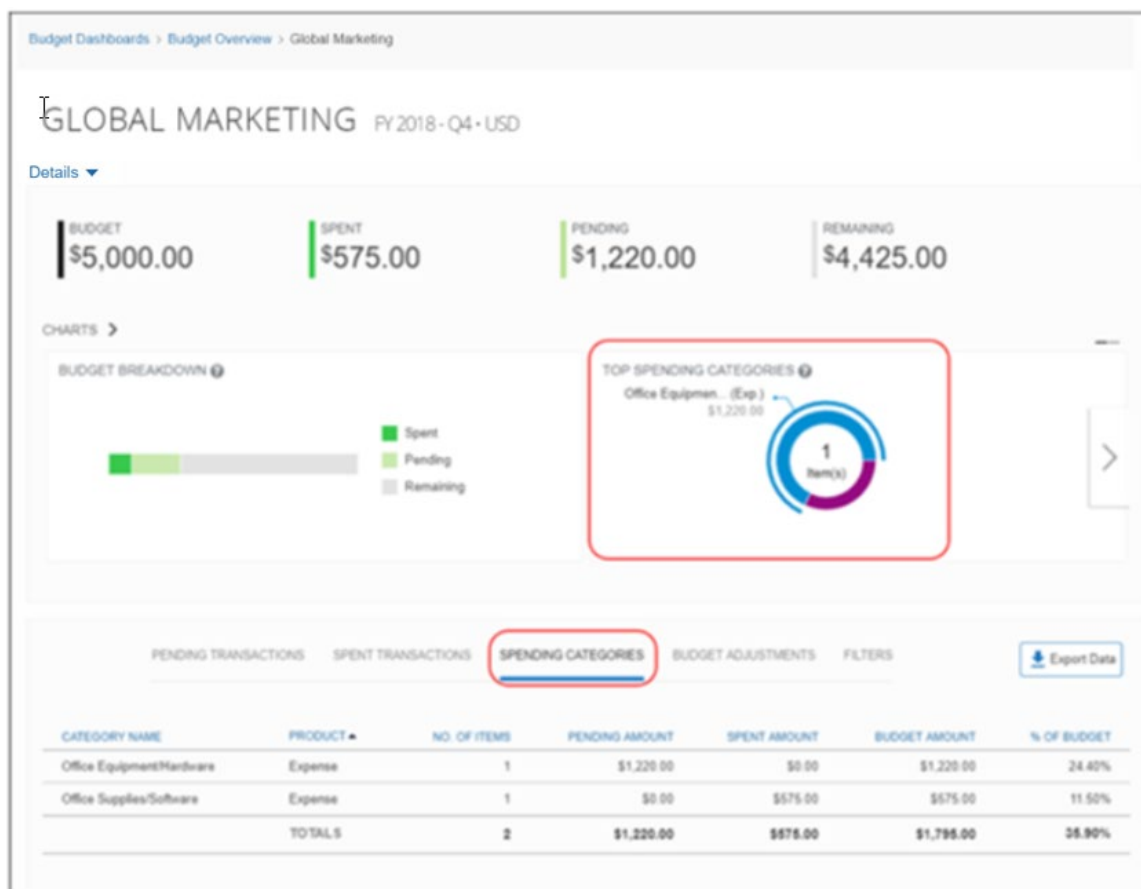 Budget Dashboards > Budget Overview > Global Marketing
GLOBAL MARKETING FY 2018 - Q4 • USD
Details
BUDGET SPENT PENDING REMAINING
$5,000.00 $575.00 $1,220.00 $4,425.00
CHARTS
BUDGET BREAKDOWN
Spent
Pending
Remaining
TOP SPENDING CATEGORIES
Office Equipmen... (Exp.)
$1,220.00
1
Item(s)
PENDING TRANSACTIONS SPENT TRANSACTIONS SPENDING CATEGORIES BUDGET ADJUSTMENTS FILTERS Export Data
CATEGORY NAME PRODUCT NO. OF ITEMS PENDING AMOUNT SPENT AMOUNT BUDGET AMOUNT % OF BUDGET
Office Equipment/Hardware Expense 1 $1,220.00 $0.00 $1,220.00 24.40%
Office Supplies/Software Expense 1 $0.00 $575.00 $575.00 11.50%
TOTALS 2 $1,220.00 $575.00 $1,795.00 35.90%